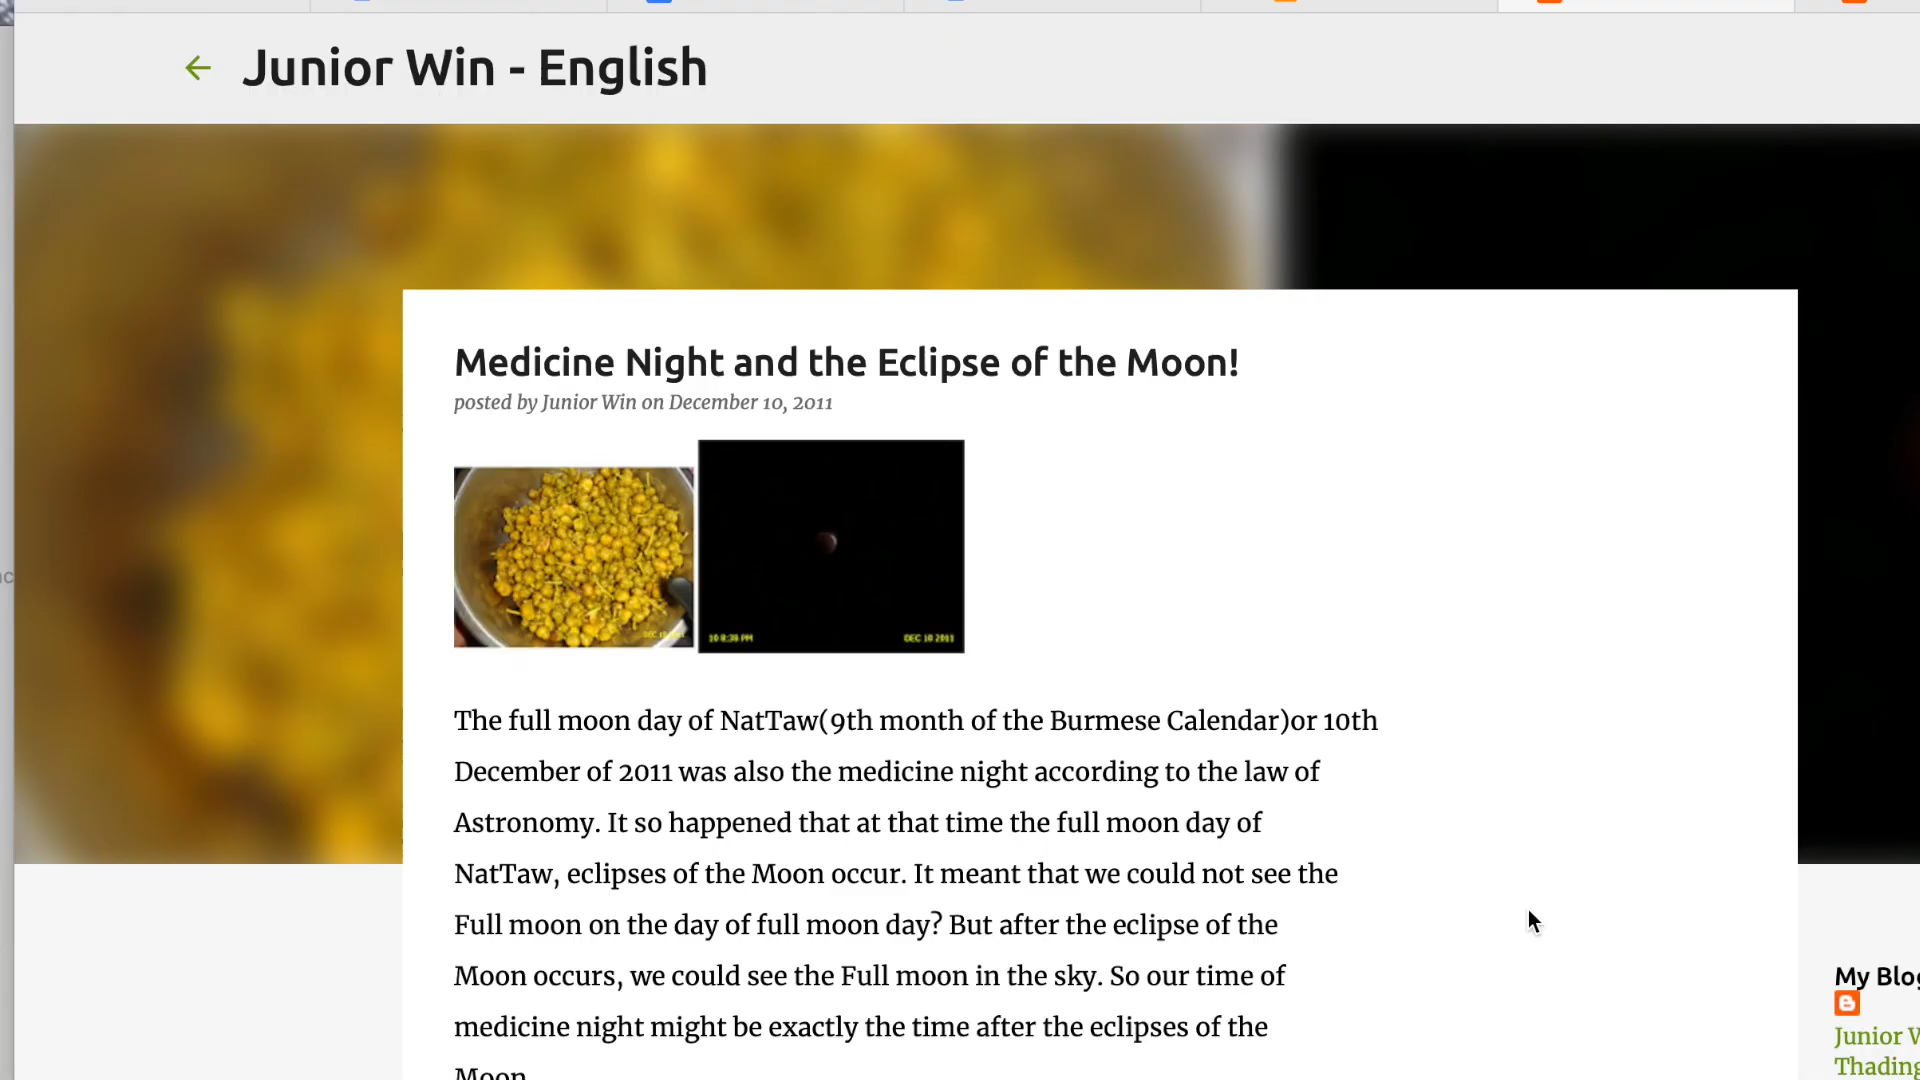 Junior Win - English
Medicine Night and the Eclipse of the Moon!
posted by Junior Win on December 10, 2011
10 8:39 PM
DEC 10 2011
The full moon day of NatTaw(9th month of the Burmese Calendar)or 10th
December of 2011 was also the medicine night according to the law of
Astronomy. It so happened that at that time the full moon day of
NatTaw, eclipses of the Moon occur. It meant that we could not see the
Full moon on the day of full moon day? But after the eclipse of the
Moon occurs, we could see the Full moon in the sky. So our time of
medicine night might be exactly the time after the eclipses of the
Moon.
My Blog
Junior W
Thading